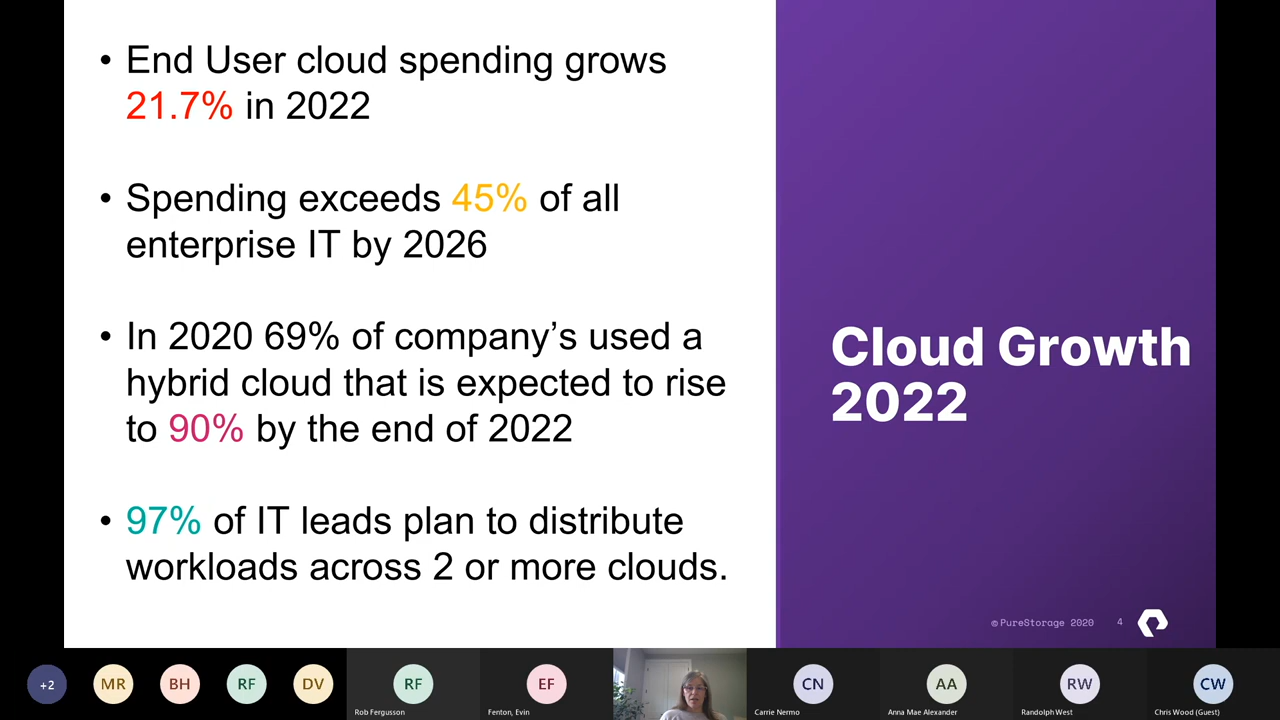 • End User cloud spending grows
21.7% in 2022
• Spending exceeds 45% of all
enterprise IT by 2026
• In 2020 69% of company’s used a
hybrid cloud that is expected to rise
to 90% by the end of 2022
• 97% of IT leads plan to distribute
workloads across 2 or more clouds.
Cloud Growth
2022
© PureStorage 2020 4
+2 MR BH RF DV RF EF CN AA RW CW
Rob Fergusson Fenton, Evin Carrie Nermo Anna Mae Alexander Randolph West Chris Wood (Guest)